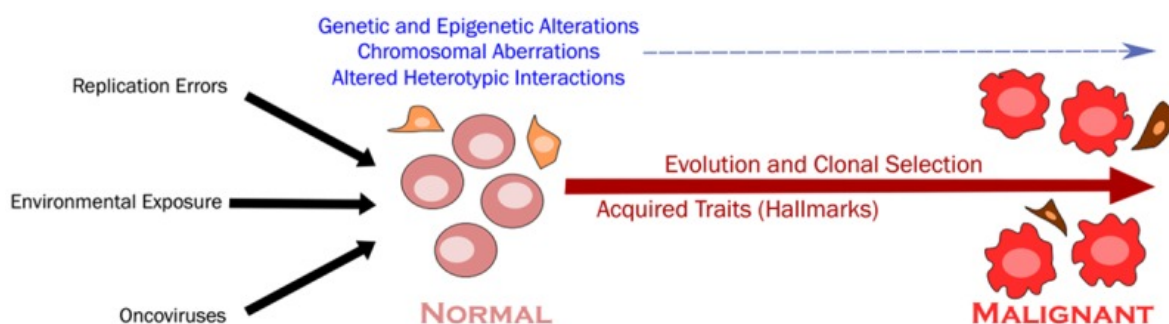 Genetic and Epigenetic Alterations
Chromosomal Aberrations
Altered Heterotypic Interactions
Replication Errors
Environmental Exposure
Oncoviruses
Evolution and Clonal Selection
Acquired Traits (Hallmarks)
NORMAL
MALIGNANT